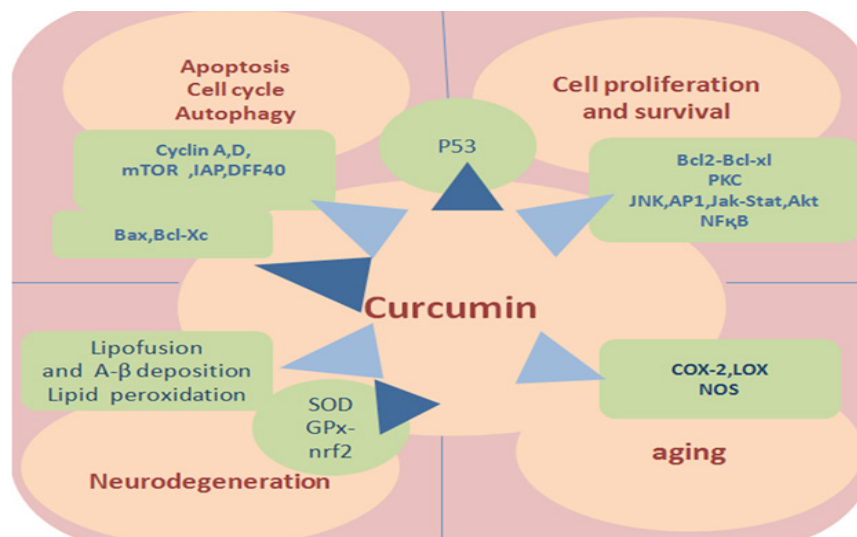 Apoptosis
Cell cycle
Autophagy
Cell proliferation
and survival
P53
Cyclin A,D,
mTOR ,IAP,DFF40
Bcl2-Bcl-xl
PKC
JNK,AP1,Jak-Stat,Akt
NFқB
Bax,Bcl-Xc
Curcumin
Lipofusion
and A-β deposition
Lipid peroxidation
COX-2,LOX
NOS
SOD
GPx-
nrf2
Neurodegeneration
aging